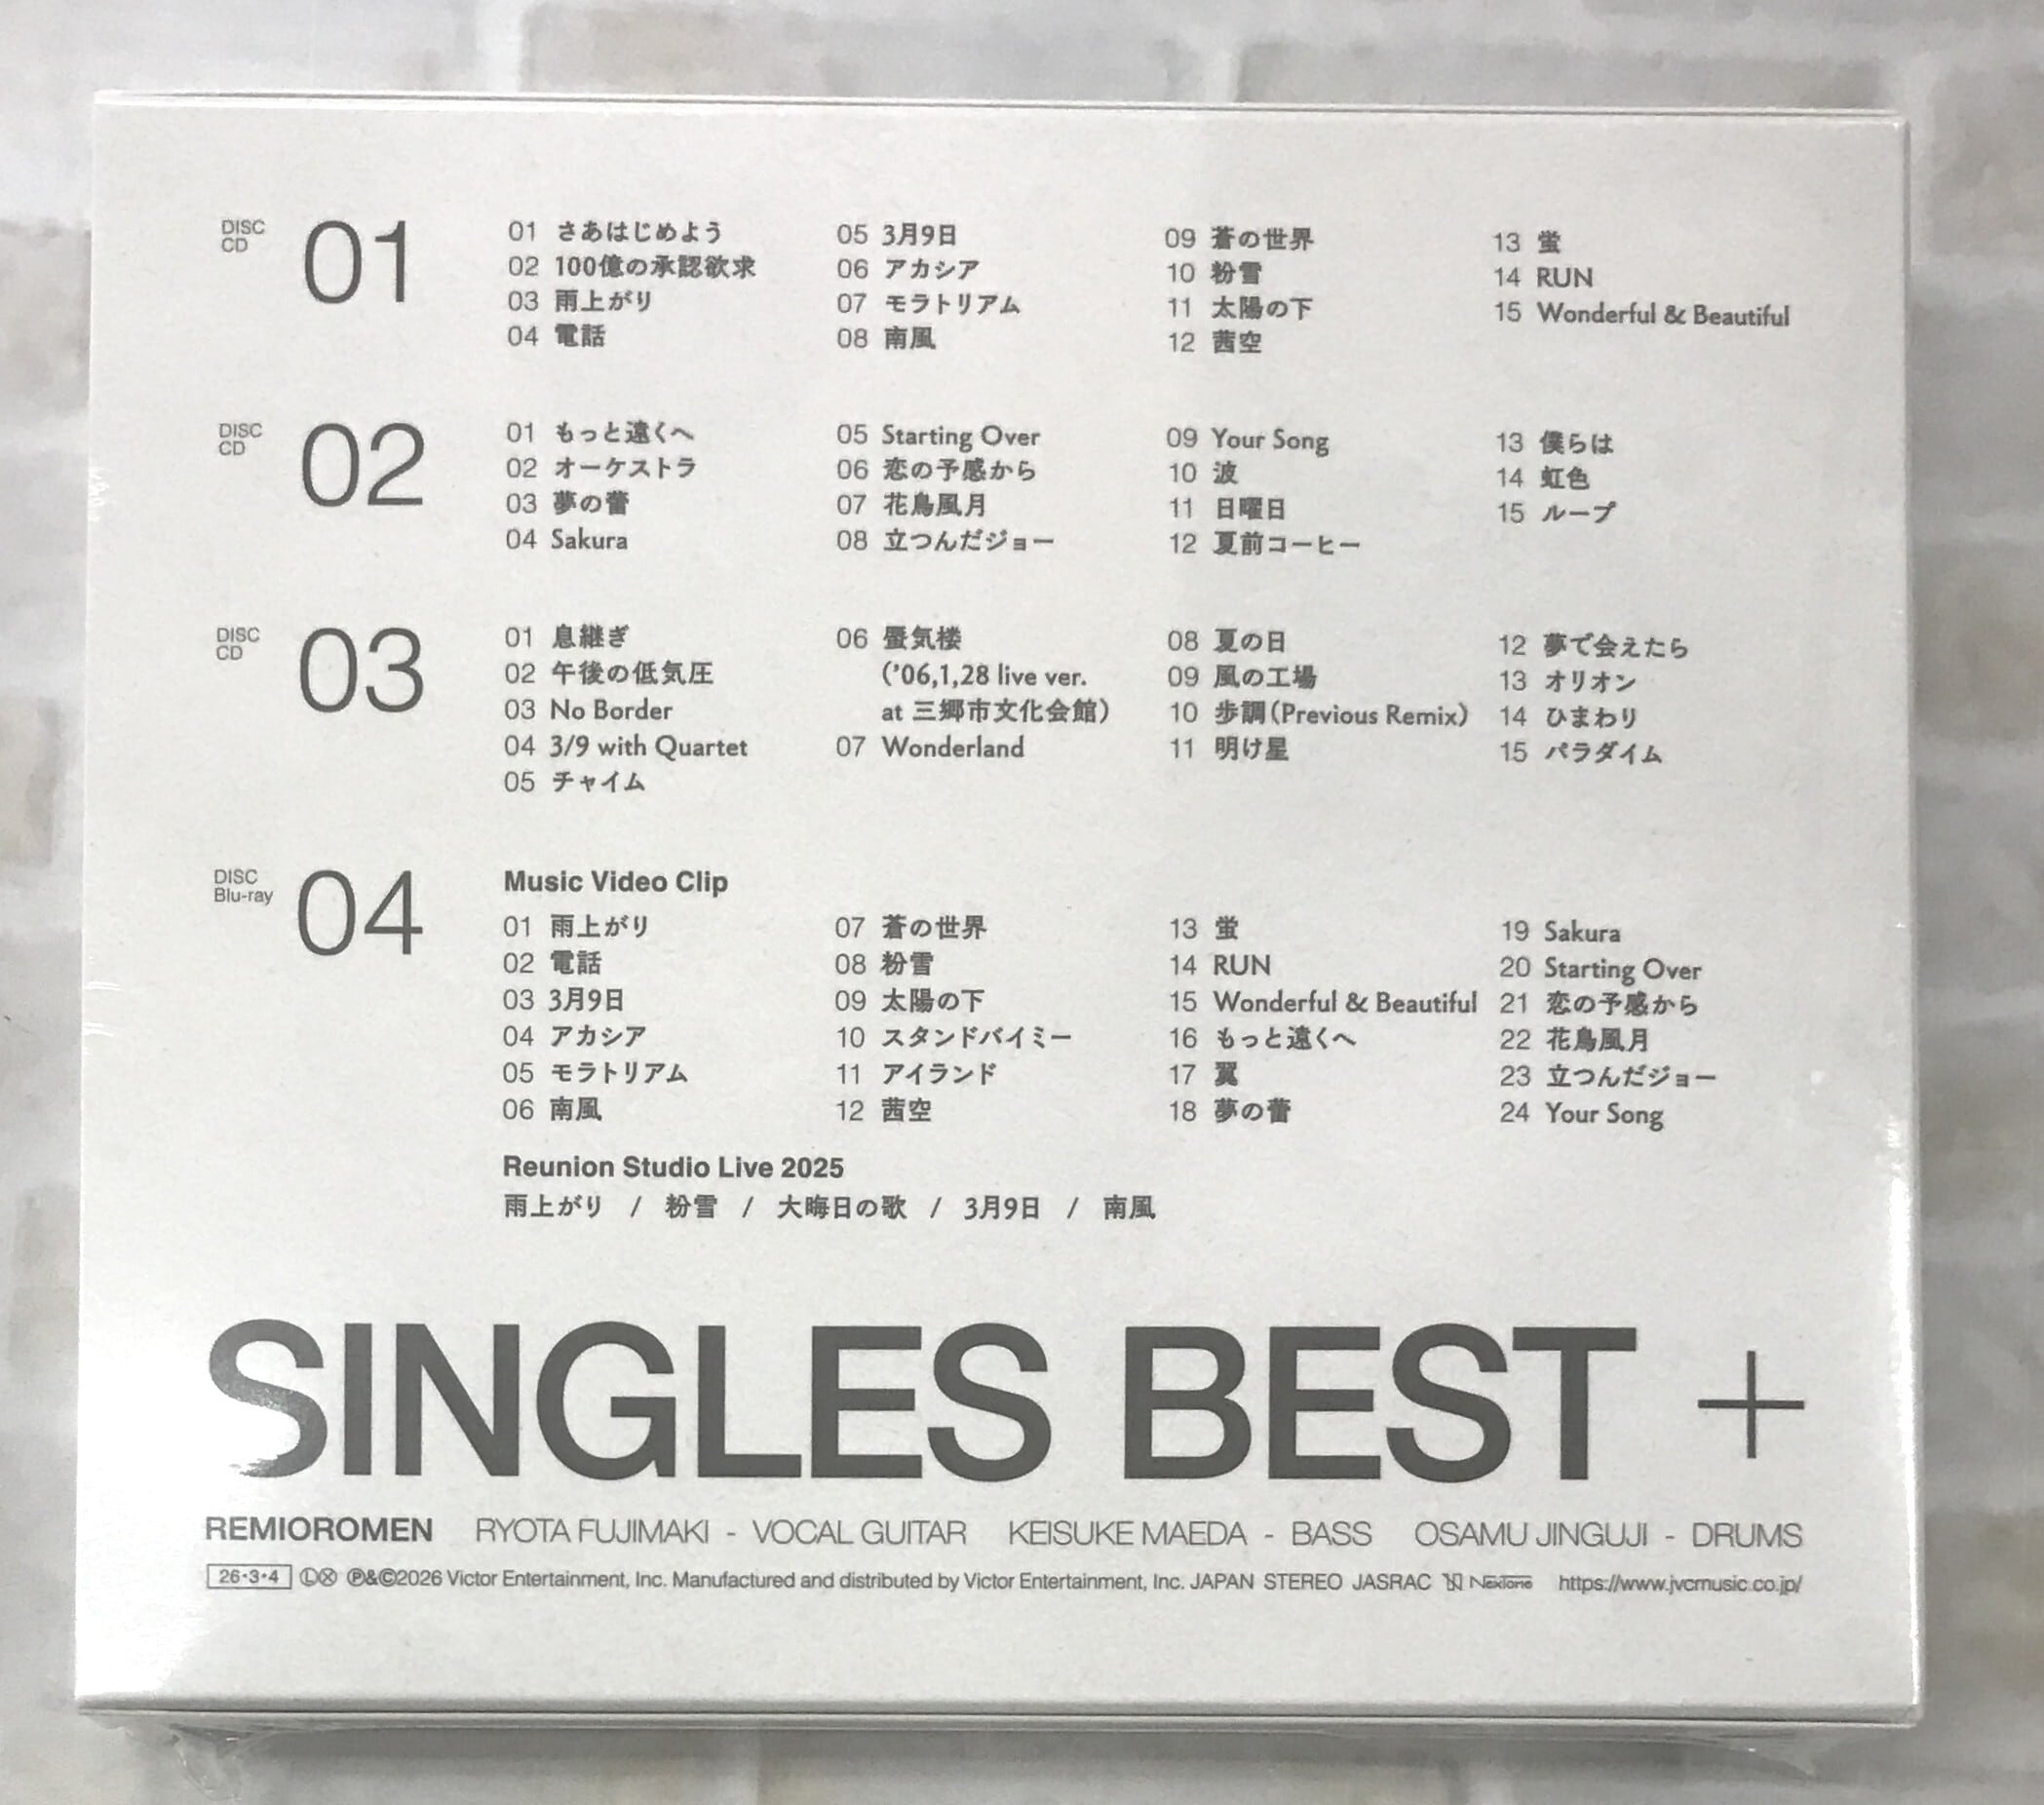 DISC
CD
01
01 さあはじめよう
02 100億の承認欲求
03 雨上がり
04 電話
05 3月9日
06 アカシア
07 モラトリアム
08 南風
09 蒼の世界
10 粉雪
11 太陽の下
12 茜空
13 蛍
14 RUN
15 Wonderful & Beautiful
DISC
CD
02
01 もっと遠くへ
02 オーケストラ
03 夢の蕾
04 Sakura
05 Starting Over
06 恋の予感から
07 花鳥風月
08 立つんだジョー
09 Your Song
10 波
11 日曜日
12 夏前コーヒー
13 僕らは
14 虹色
15 ループ
DISC
CD
03
01 息継ぎ
02 午後の低気圧
03 No Border
04 3/9 with Quartet
05 チャイム
06 蜃気楼
('06,1,28 live ver.
at 三郷市文化会館)
07 Wonderland
08 夏の日
09 風の工場
10 歩調(Previous Remix)
11 明け星
12 夢で会えたら
13 オリオン
14 ひまわり
15 パラダイム
DISC
Blu-ray
04
Music Video Clip
01 雨上がり
02 電話
03 3月9日
04 アカシア
05 モラトリアム
06 南風
07 蒼の世界
08 粉雪
09 太陽の下
10 スタンドバイミー
11 アイランド
12 茜空
13 蛍
14 RUN
15 Wonderful & Beautiful
16 もっと遠くへ
17 翼
18 夢の蕾
19 Sakura
20 Starting Over
21 恋の予感から
22 花鳥風月
23 立つんだジョー
24 Your Song
Reunion Studio Live 2025
雨上がり / 粉雪 / 大晦日の歌 / 3月9日 / 南風
SINGLES BEST +
REMIOROMEN RYOTA FUJIMAKI - VOCAL GUITAR KEISUKE MAEDA - BASS OSAMU JINGUJI - DRUMS
26・3・4 ⓁⓍ Ⓟ&©2026 Victor Entertainment, Inc. Manufactured and distributed by Victor Entertainment, Inc. JAPAN STEREO JASRAC N NexTone https://www.jvcmusic.co.jp/